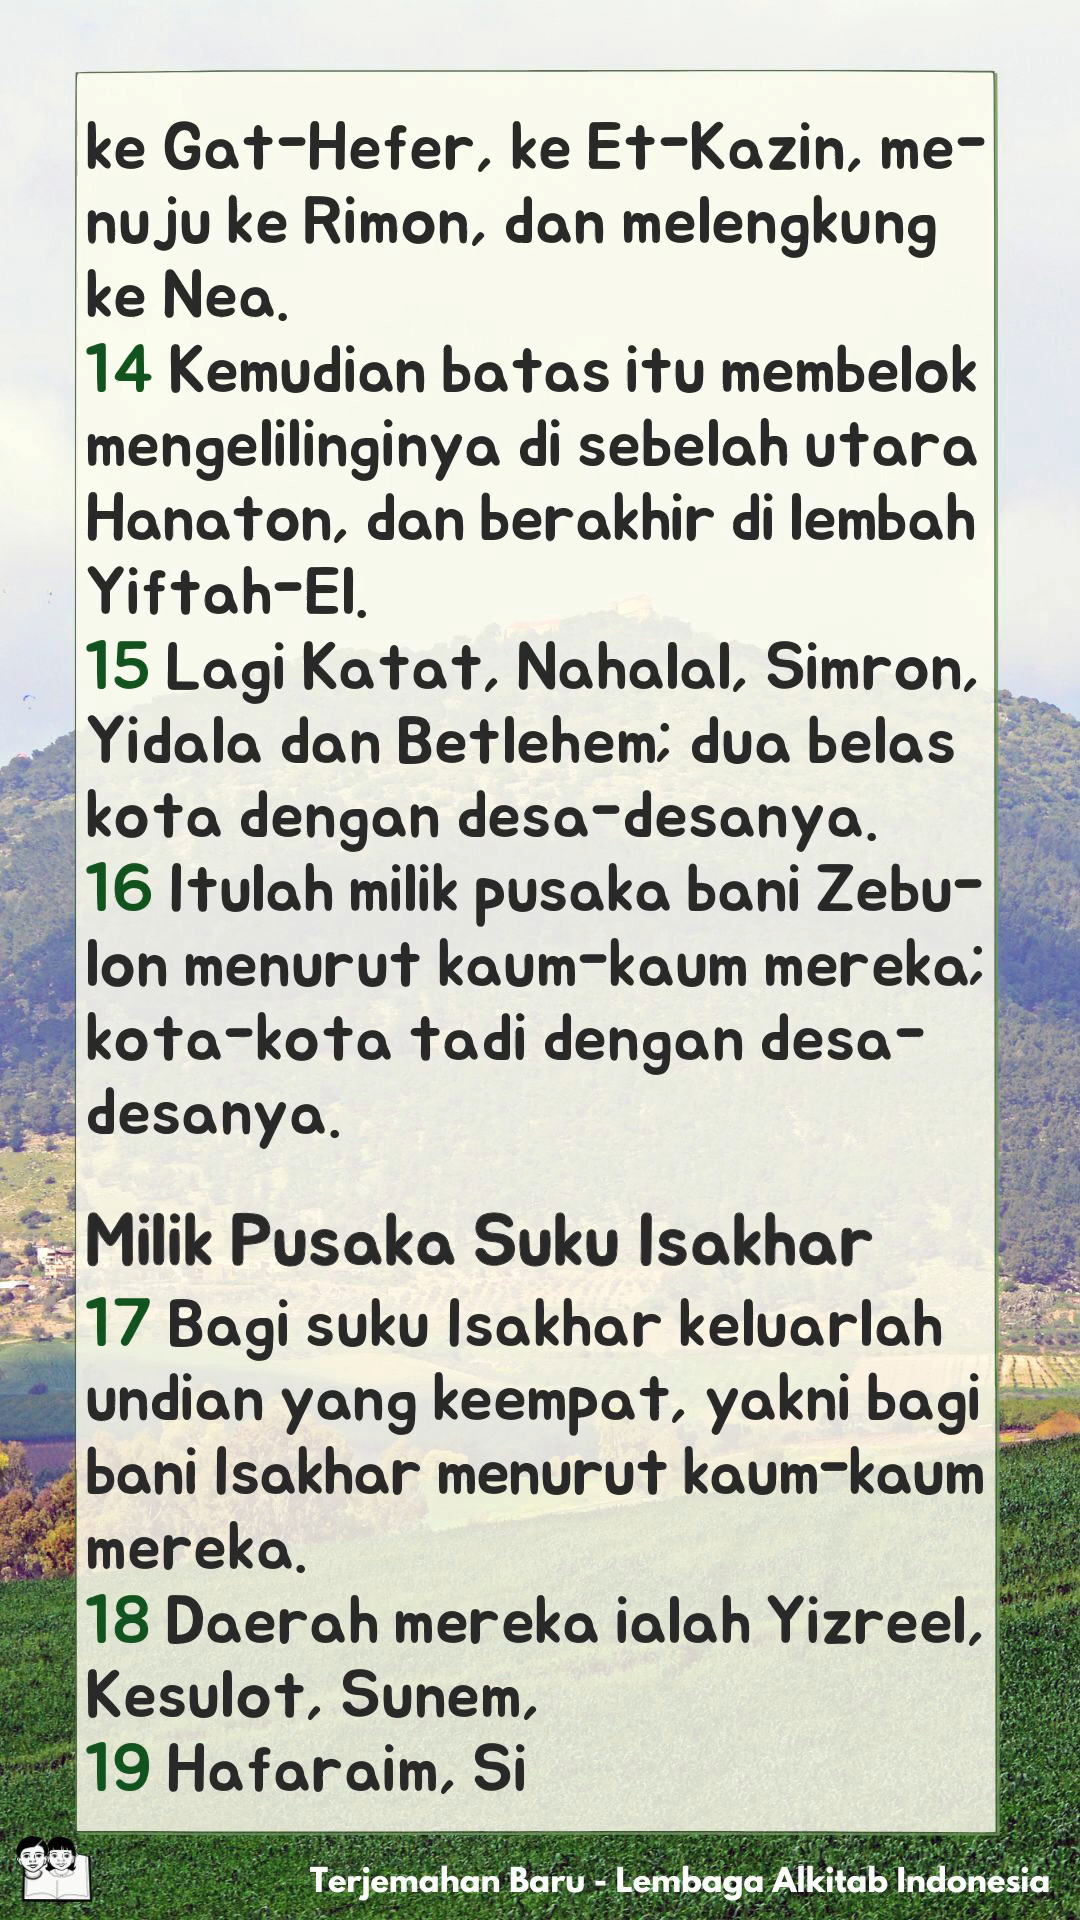 ke Gat-Hefer, ke Et-Kazin, me-
nuju ke Rimon, dan melengkung
ke Nea.
14 Kemudian batas itu membelok
mengelilinginya di sebelah utara
Hanaton, dan berakhir di lembah
Yiftah-El.
15 Lagi Katat, Nahalal, Simron,
Yidala dan Betlehem; dua belas
kota dengan desa-desanya.
16 Itulah milik pusaka bani Zebu-
lon menurut kaum-kaum mereka;
kota-kota tadi dengan desa-
desanya.
Milik Pusaka Suku Isakhar
17 Bagi suku Isakhar keluarlah
undian yang keempat, yakni bagi
bani Isakhar menurut kaum-kaum
mereka.
18 Daerah mereka ialah Yizreel,
Kesulot, Sunem,
19 Hafaraim, Si
Terjemahan Baru - Lembaga Alkitab Indonesia